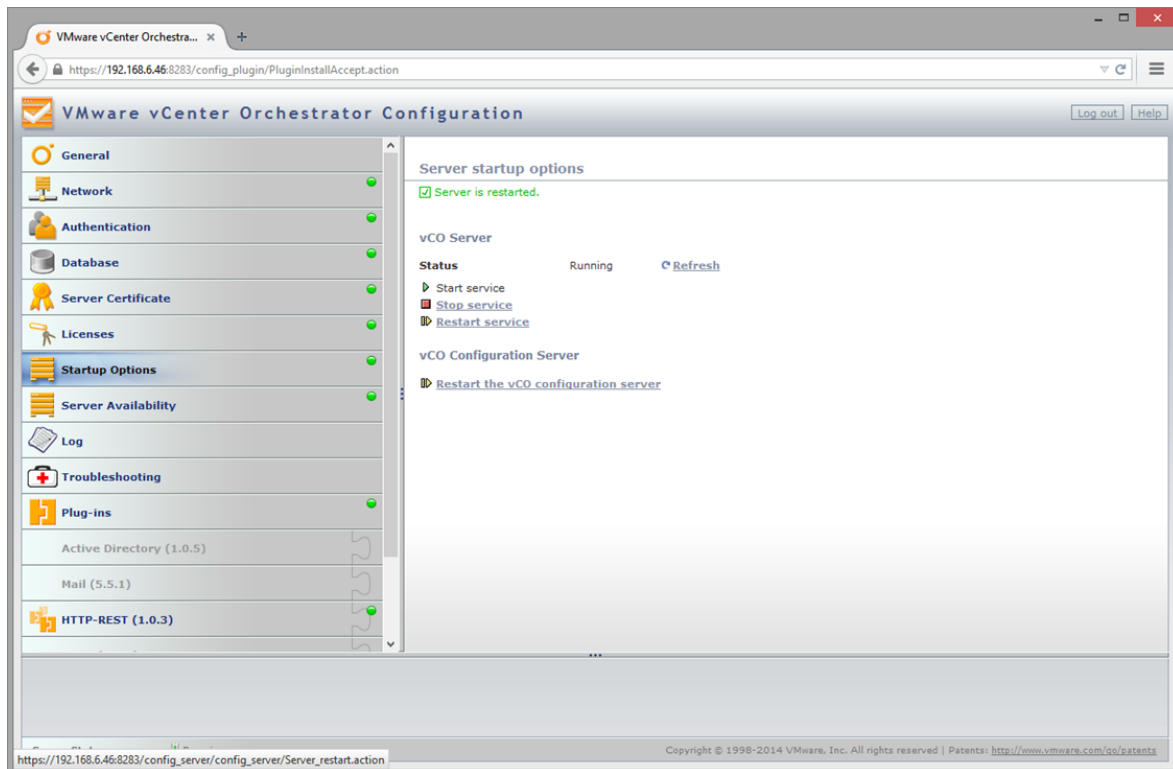 VMware vCenter Orchestra... × +
https://192.168.6.46:8283/config_plugin/PluginInstallAccept.action
VMware vCenter Orchestrator Configuration
Log out Help
General
Network
Authentication
Database
Server Certificate
Licenses
Startup Options
Server Availability
Log
Troubleshooting
Plug-ins
Active Directory (1.0.5)
Mail (5.5.1)
HTTP-REST (1.0.3)
Server startup options
Server is restarted.
vCO Server
Status Running Refresh
Start service
Stop service
Restart service
vCO Configuration Server
Restart the vCO configuration server
Copyright © 1998-2014 VMware, Inc. All rights reserved | Patents: http://www.vmware.com/go/patents
https://192.168.6.46:8283/config_server/config_server/Server_restart.action